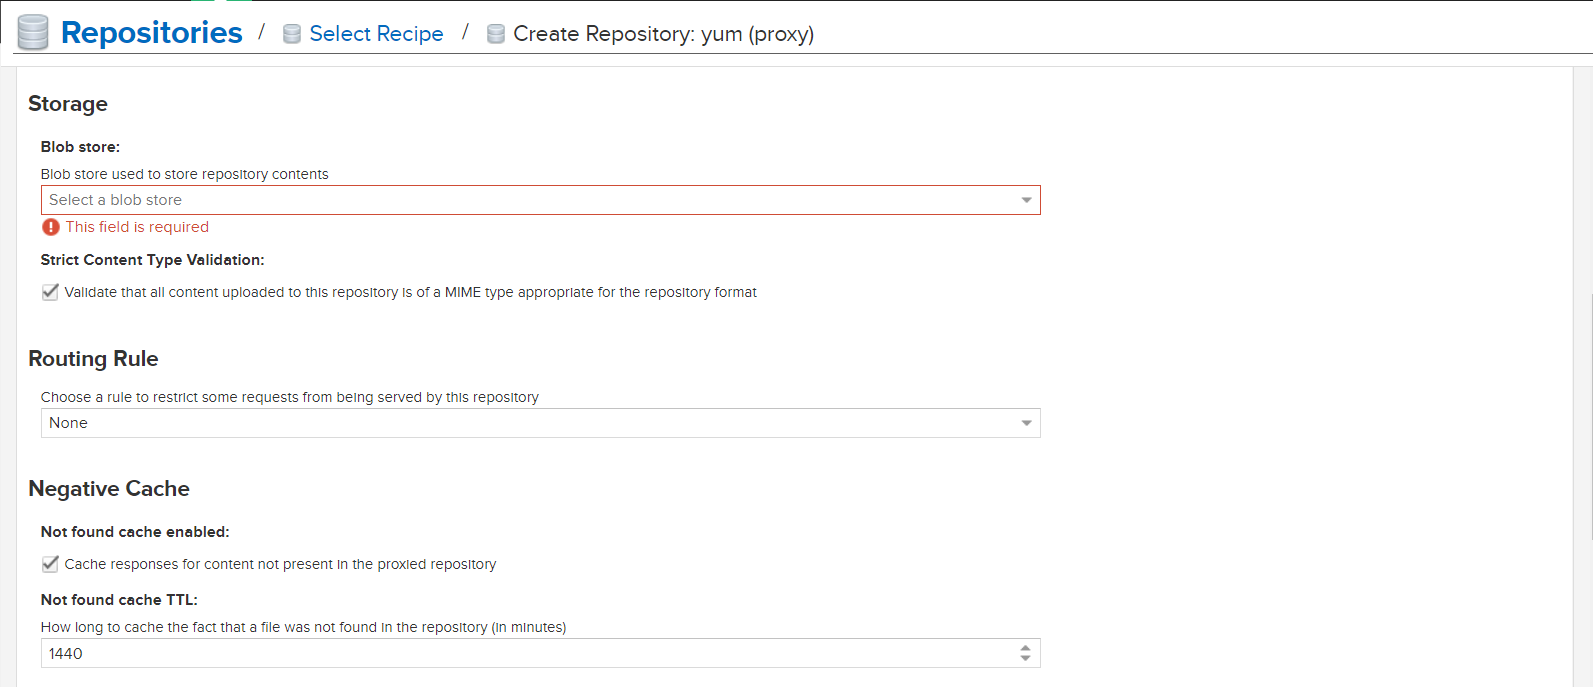 Repositories / Select Recipe / Create Repository: yum (proxy)
Storage
Blob store:
Blob store used to store repository contents
Select a blob store
This field is required
Strict Content Type Validation:
Validate that all content uploaded to this repository is of a MIME type appropriate for the repository format
Routing Rule
Choose a rule to restrict some requests from being served by this repository
None
Negative Cache
Not found cache enabled:
Cache responses for content not present in the proxied repository
Not found cache TTL:
How long to cache the fact that a file was not found in the repository (in minutes)
1440